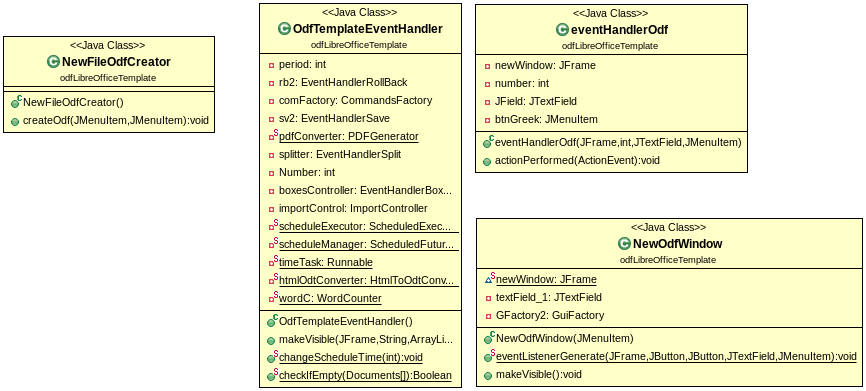 <<Java Class>>
NewFileOdfCreator
odfLibreOfficeTemplate
NewFileOdfCreator()
createOdf(JMenuItem,JMenuItem):void
<<Java Class>>
OdfTemplateEventHandler
odfLibreOfficeTemplate
period: int
rb2: EventHandlerRollBack
comFactory: CommandsFactory
sv2: EventHandlerSave
pdfConverter: PDFGenerator
splitter: EventHandlerSplit
Number: int
boxesController: EventHandlerBox...
importControl: ImportController
scheduleExecutor: ScheduledExec...
scheduleManager: ScheduledFutur...
timeTask: Runnable
htmlOdtConverter: HtmlToOdtConv...
wordC: WordCounter
OdfTemplateEventHandler()
makeVisible(JFrame,String,ArrayLi...
changeScheduleTime(int):void
checkIfEmpty(Documents[]):Boolean
<<Java Class>>
eventHandlerOdf
odfLibreOfficeTemplate
newWindow: JFrame
number: int
JField: JTextField
btnGreek: JMenuItem
eventHandlerOdf(JFrame,int,JTextField,JMenuItem)
actionPerformed(ActionEvent):void
<<Java Class>>
NewOdfWindow
odfLibreOfficeTemplate
newWindow: JFrame
textField_1: JTextField
GFactory2: GuiFactory
NewOdfWindow(JMenuItem)
eventListenerGenerate(JFrame,JButton,JButton,JTextField,JMenuItem):void
makeVisible():void